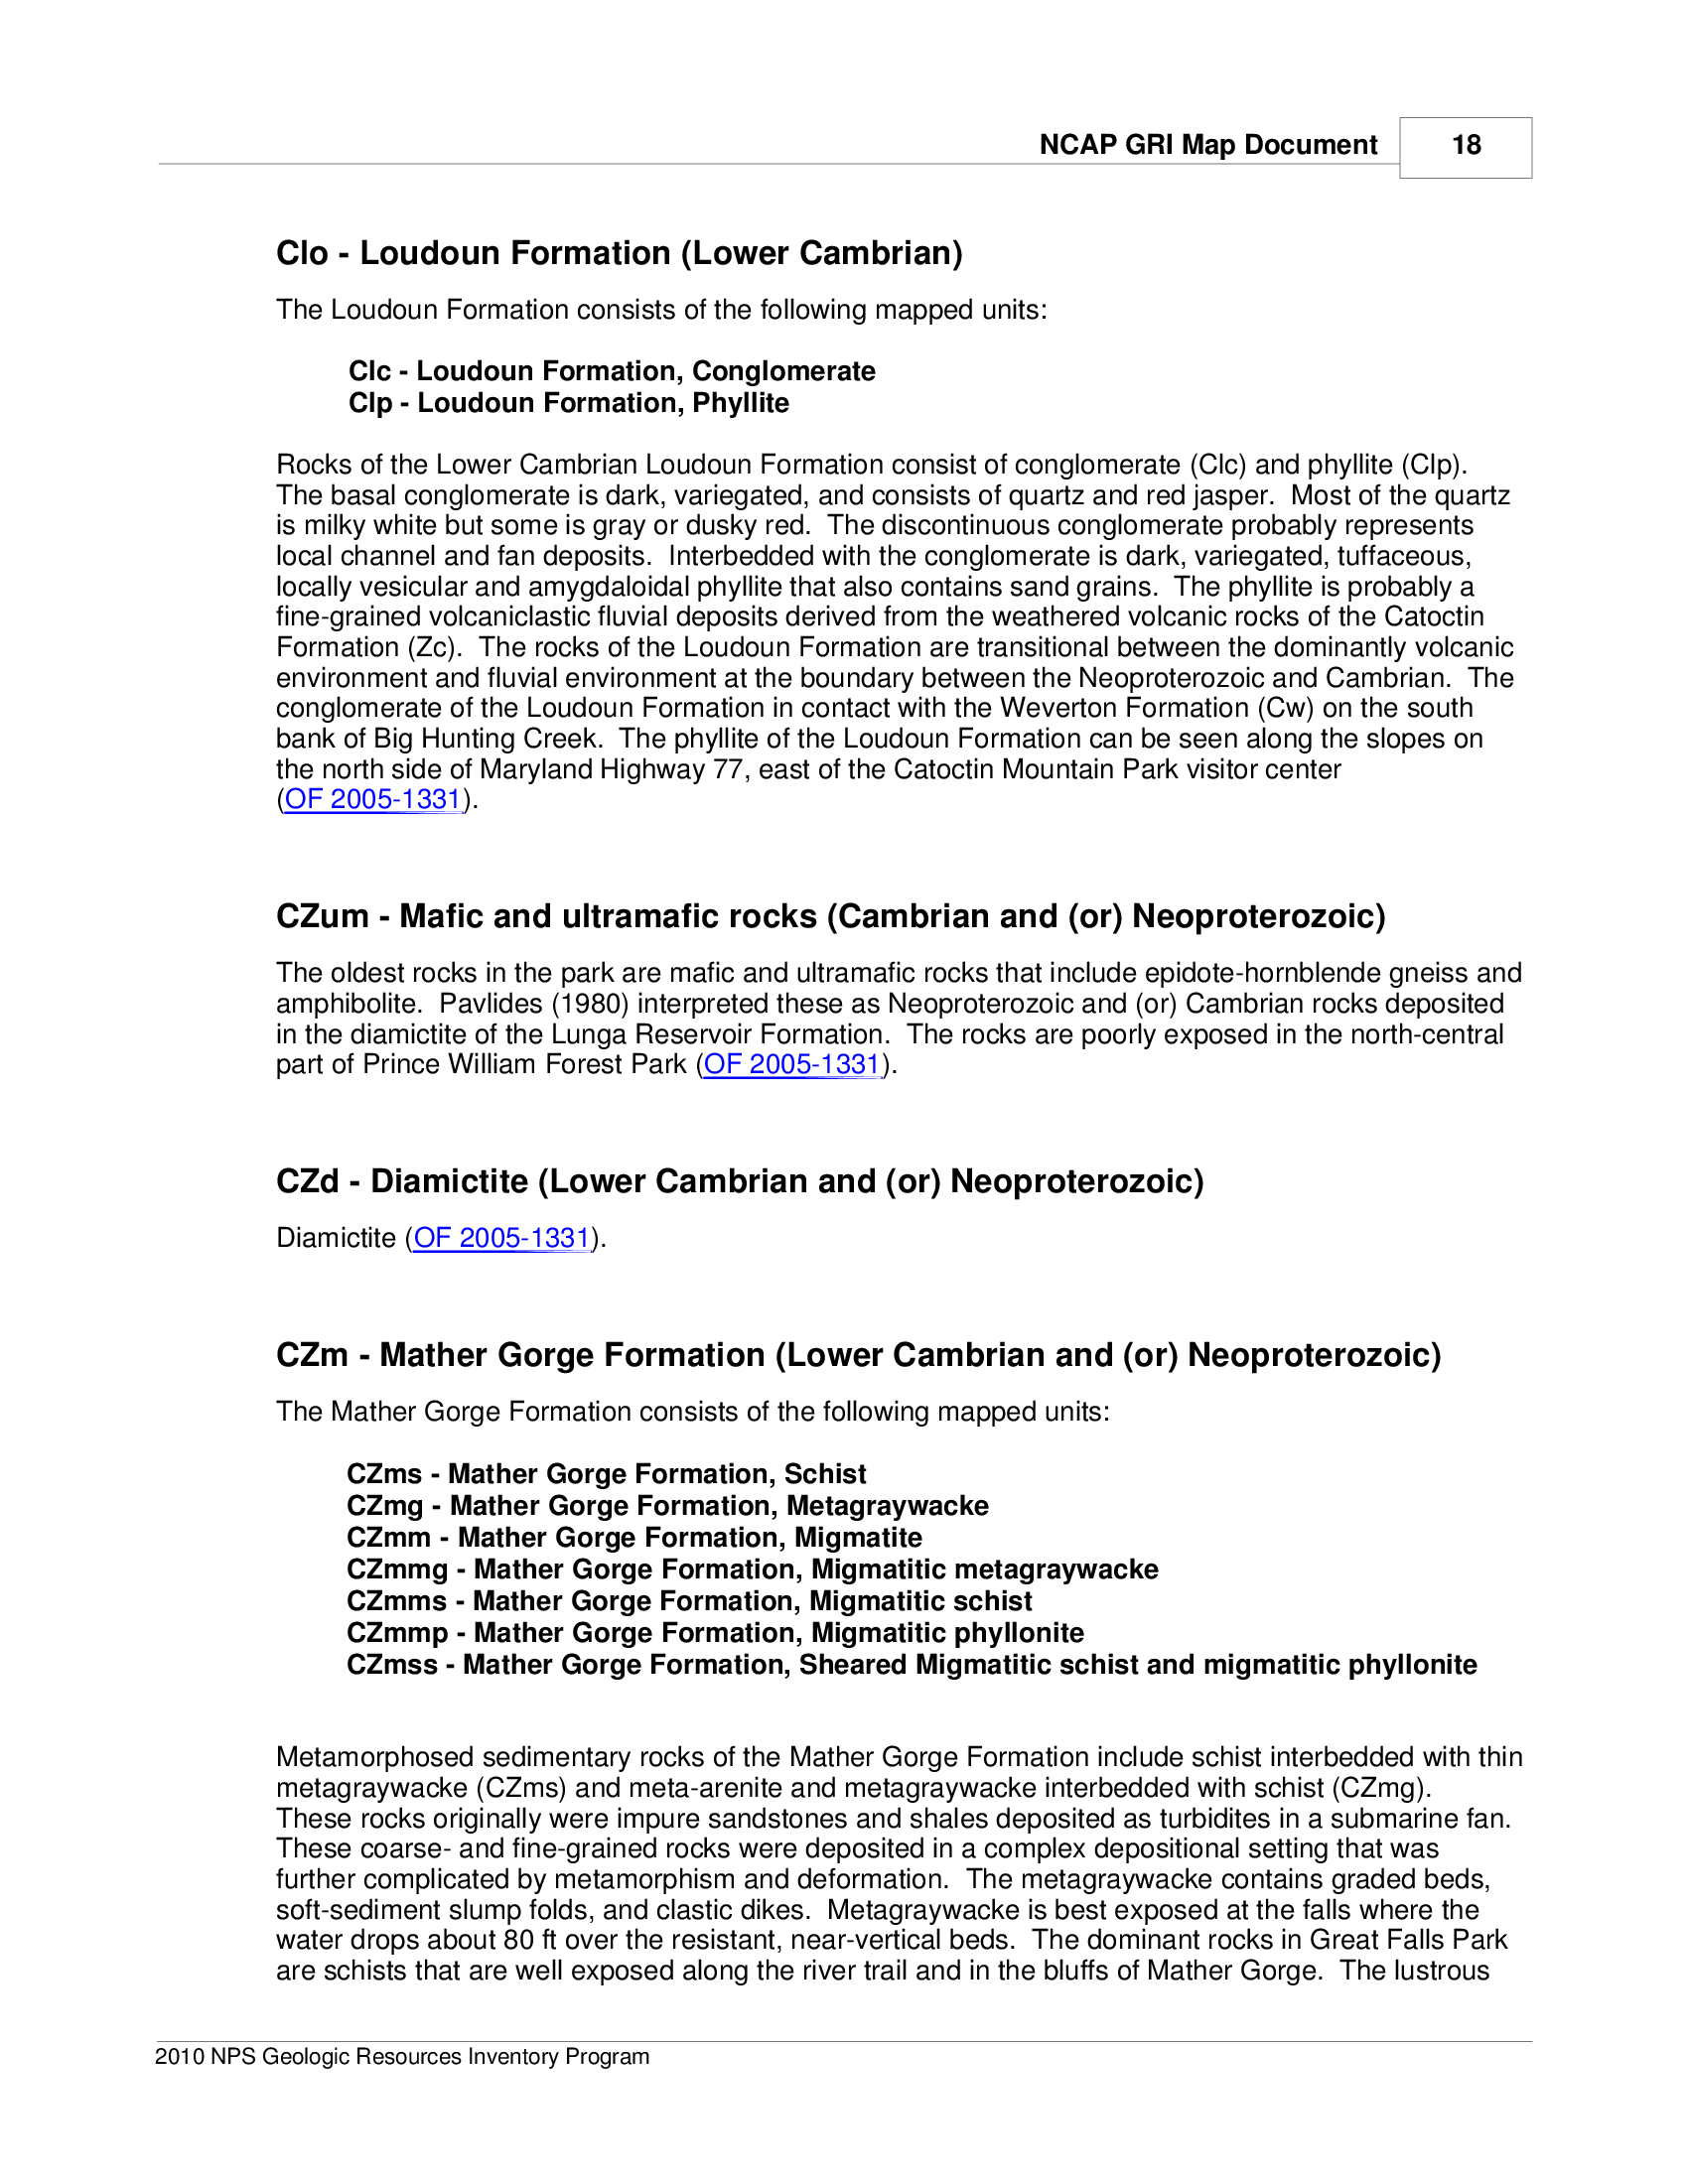 NCAP GRI Map Document
18
Clo - Loudoun Formation (Lower Cambrian)
The Loudoun Formation consists of the following mapped units:
Clc - Loudoun Formation, Conglomerate
Clp - Loudoun Formation, Phyllite
Rocks of the Lower Cambrian Loudoun Formation consist of conglomerate (Clc) and phyllite (Clp).
The basal conglomerate is dark, variegated, and consists of quartz and red jasper.  Most of the quartz
is milky white but some is gray or dusky red.  The discontinuous conglomerate probably represents
local channel and fan deposits.  Interbedded with the conglomerate is dark, variegated, tuffaceous,
locally vesicular and amygdaloidal phyllite that also contains sand grains.  The phyllite is probably a
fine-grained volcaniclastic fluvial deposits derived from the weathered volcanic rocks of the Catoctin
Formation (Zc).  The rocks of the Loudoun Formation are transitional between the dominantly volcanic
environment and fluvial environment at the boundary between the Neoproterozoic and Cambrian.  The
conglomerate of the Loudoun Formation in contact with the Weverton Formation (Cw) on the south
bank of Big Hunting Creek.  The phyllite of the Loudoun Formation can be seen along the slopes on
the north side of Maryland Highway 77, east of the Catoctin Mountain Park visitor center
(OF 2005-1331).
CZum - Mafic and ultramafic rocks (Cambrian and (or) Neoproterozoic)
The oldest rocks in the park are mafic and ultramafic rocks that include epidote-hornblende gneiss and
amphibolite.  Pavlides (1980) interpreted these as Neoproterozoic and (or) Cambrian rocks deposited
in the diamictite of the Lunga Reservoir Formation.  The rocks are poorly exposed in the north-central
part of Prince William Forest Park (OF 2005-1331).
CZd - Diamictite (Lower Cambrian and (or) Neoproterozoic)
Diamictite (OF 2005-1331).
CZm - Mather Gorge Formation (Lower Cambrian and (or) Neoproterozoic)
The Mather Gorge Formation consists of the following mapped units:
CZms - Mather Gorge Formation, Schist
CZmg - Mather Gorge Formation, Metagraywacke
CZmm - Mather Gorge Formation, Migmatite
CZmmg - Mather Gorge Formation, Migmatitic metagraywacke
CZmms - Mather Gorge Formation, Migmatitic schist
CZmmp - Mather Gorge Formation, Migmatitic phyllonite
CZmss - Mather Gorge Formation, Sheared Migmatitic schist and migmatitic phyllonite
Metamorphosed sedimentary rocks of the Mather Gorge Formation include schist interbedded with thin
metagraywacke (CZms) and meta-arenite and metagraywacke interbedded with schist (CZmg).
These rocks originally were impure sandstones and shales deposited as turbidites in a submarine fan.
These coarse- and fine-grained rocks were deposited in a complex depositional setting that was
further complicated by metamorphism and deformation.  The metagraywacke contains graded beds,
soft-sediment slump folds, and clastic dikes.  Metagraywacke is best exposed at the falls where the
water drops about 80 ft over the resistant, near-vertical beds.  The dominant rocks in Great Falls Park
are schists that are well exposed along the river trail and in the bluffs of Mather Gorge.  The lustrous
2010 NPS Geologic Resources Inventory Program